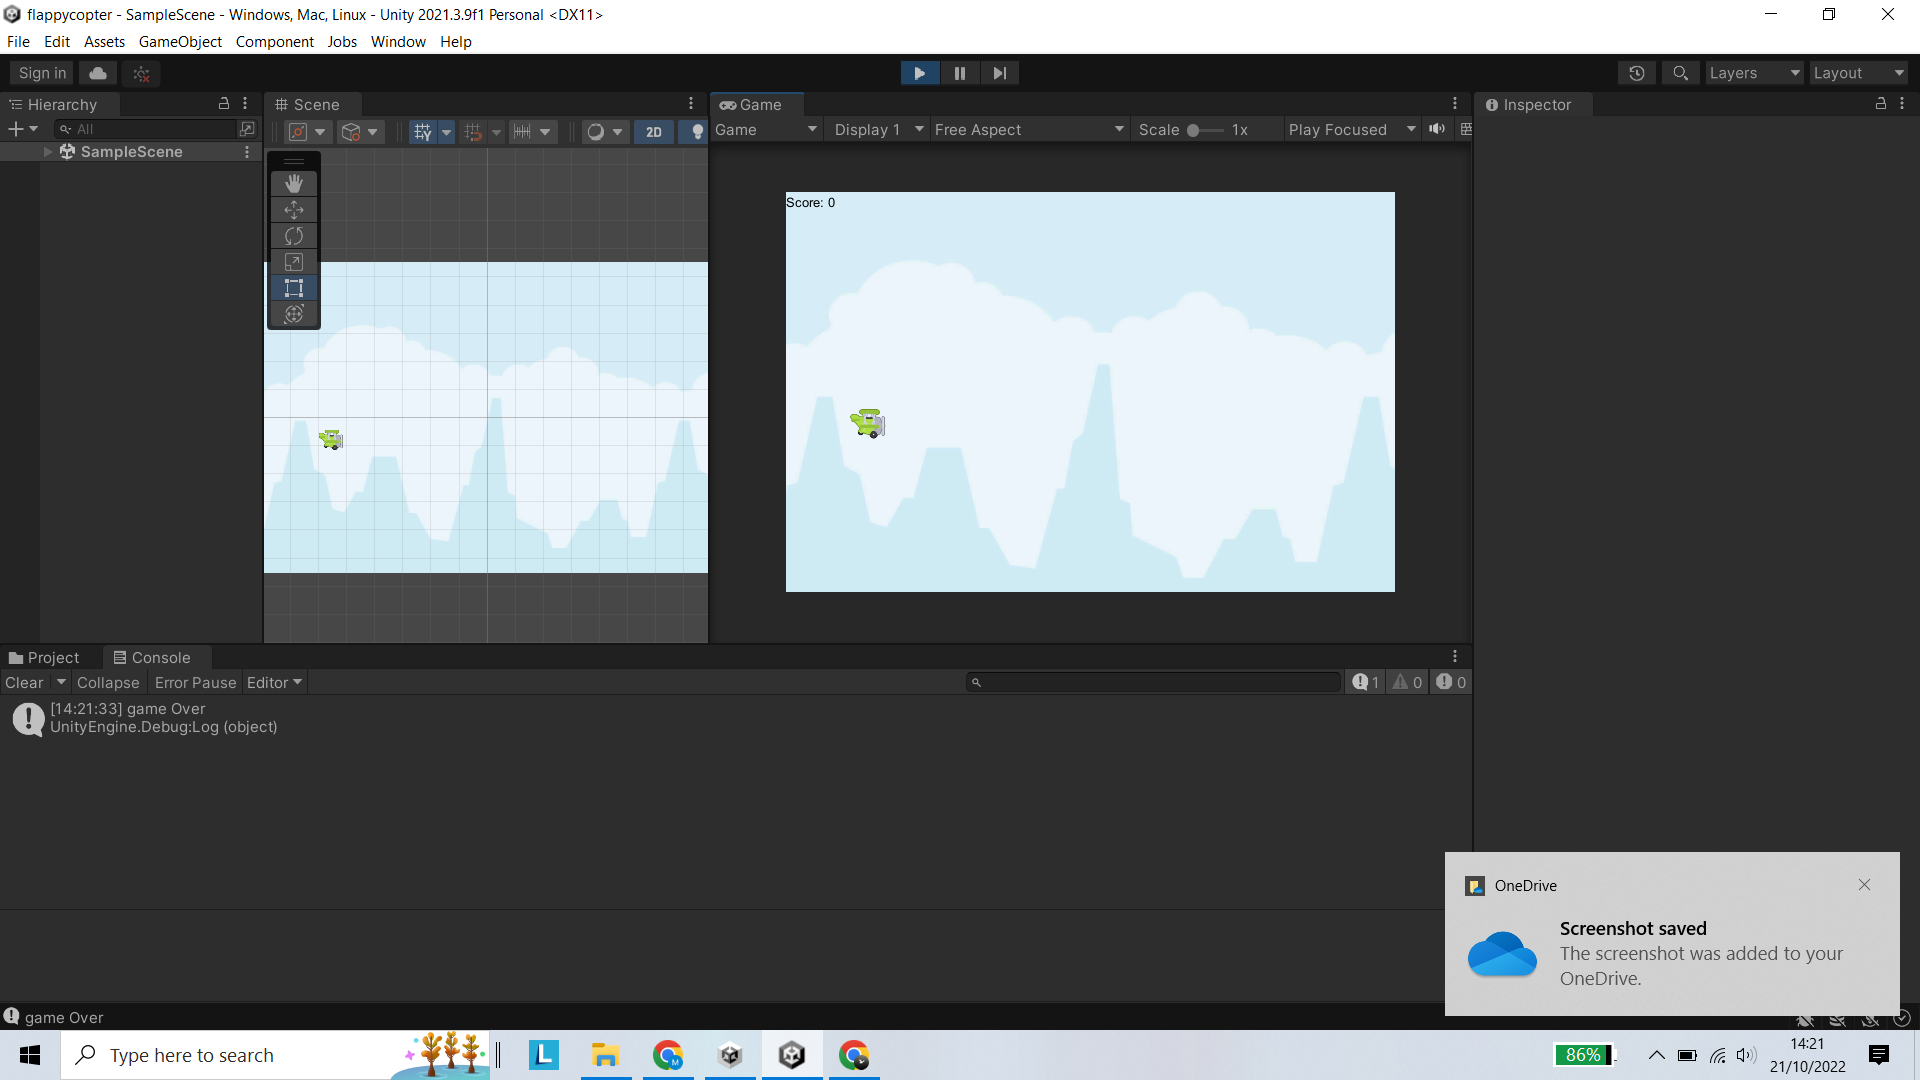 flappycopter - SampleScene - Windows, Mac, Linux - Unity 2021.3.9f1 Personal <DX11>
File Edit Assets GameObject Component Jobs Window Help
Sign in
Layers Layout
Hierarchy
All
SampleScene
Scene
2D
Game
Game Display 1 Free Aspect Scale 1x Play Focused
Score: 0
Inspector
Project Console
Clear Collapse Error Pause Editor
1 0 0
[14:21:33] game Over
UnityEngine.Debug:Log (object)
OneDrive
Screenshot saved
The screenshot was added to your
OneDrive.
game Over
Type here to search
L
M
86%
14:21
21/10/2022